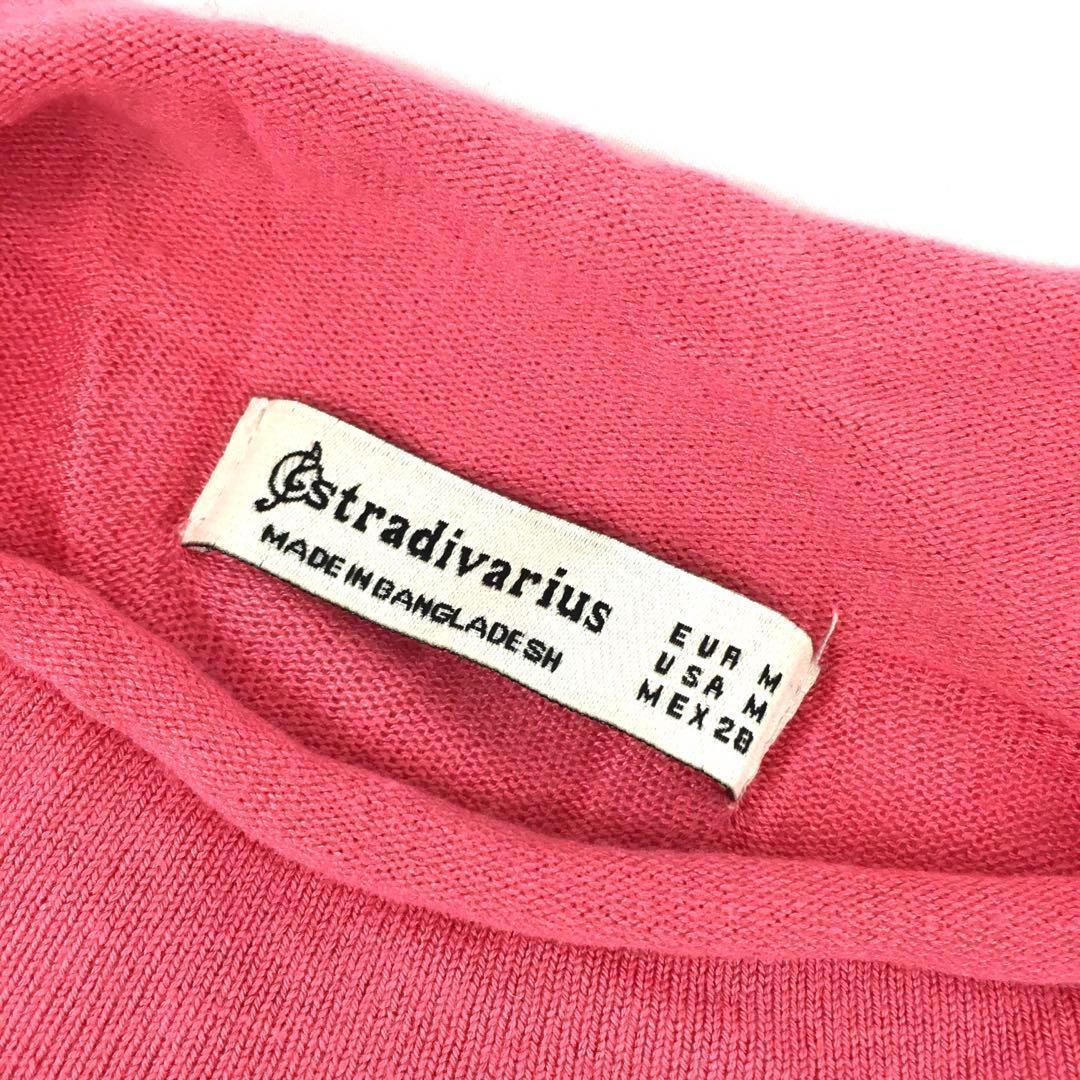 stradivarius
MADE IN BANGLADESH
EUR M
USA M
MEX 28